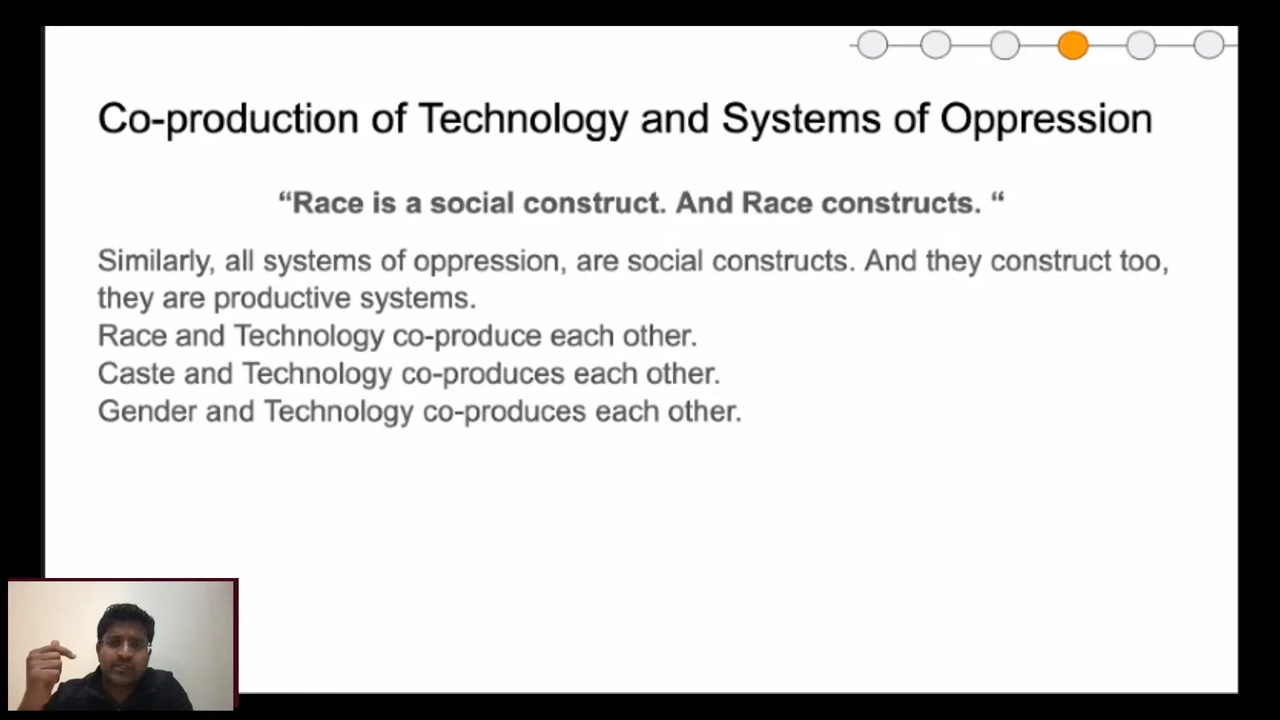 Co-production of Technology and Systems of Oppression
“Race is a social construct. And Race constructs. “
Similarly, all systems of oppression, are social constructs. And they construct too,
they are productive systems.
Race and Technology co-produce each other.
Caste and Technology co-produces each other.
Gender and Technology co-produces each other.